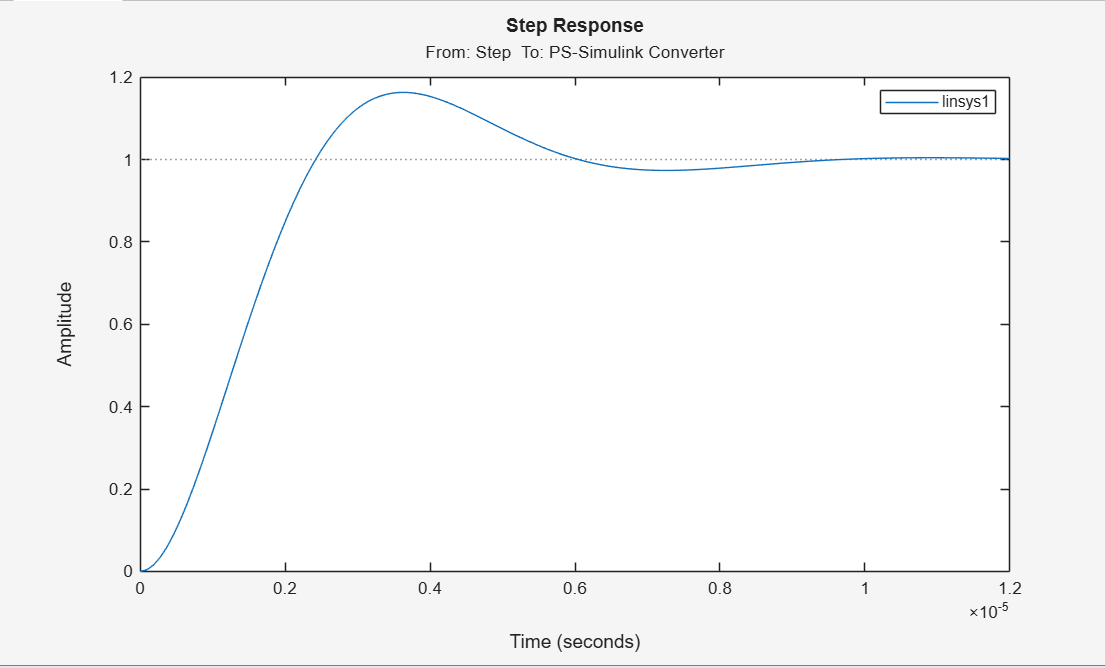 Step Response
From: Step  To: PS-Simulink Converter
linsys1
1.2
1
0.8
0.6
0.4
0.2
0
Amplitude
0 0.2 0.4 0.6 0.8 1 1.2
×10-5
Time (seconds)